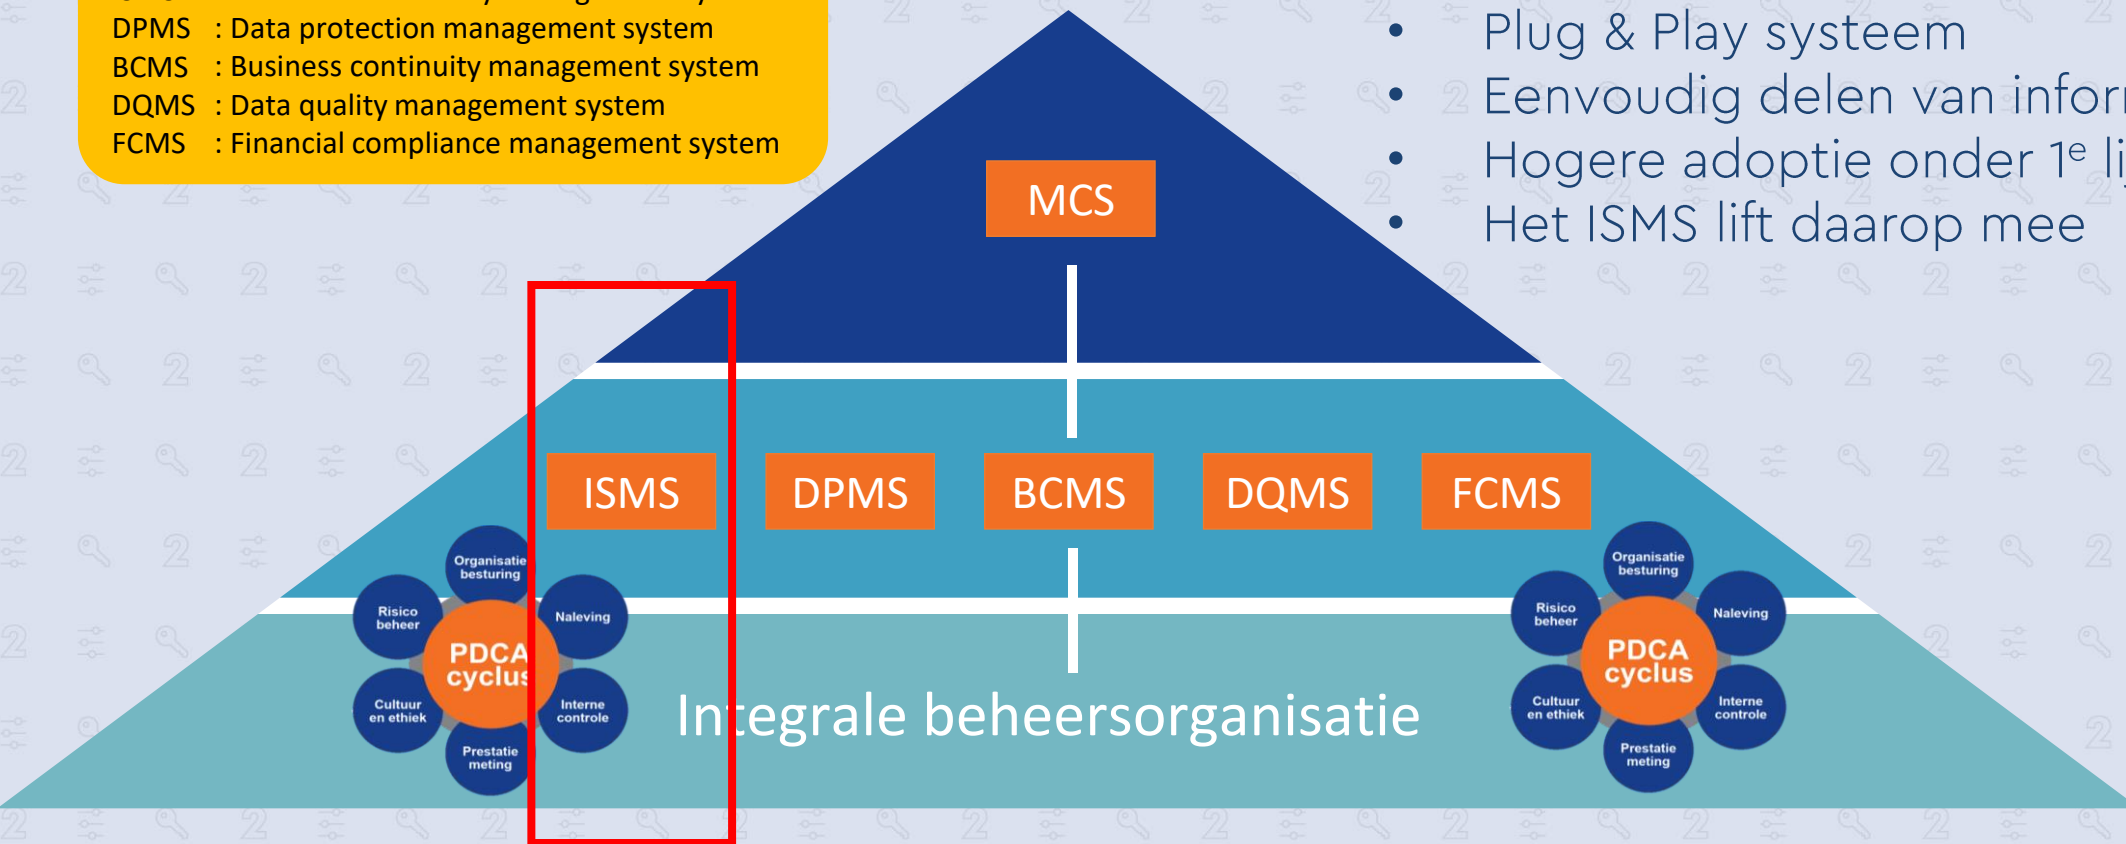 DPMS : Data protection management system
BCMS : Business continuity management system
DQMS : Data quality management system
FCMS : Financial compliance management system
• Plug & Play systeem
• Eenvoudig delen van
• Hogere adoptie onder 1e
• Het ISMS lift daarop mee
MCS
ISMS
DPMS
BCMS
DQMS
FCMS
Organisatie
besturing
Risico
beheer
Naleving
PDCA
cyclus
Cultuur
en ethiek
Interne
controle
Prestatie
meting
Integrale beheersorganisatie
Organisatie
besturing
Risico
beheer
Naleving
PDCA
cyclus
Cultuur
en ethiek
Interne
controle
Prestatie
meting